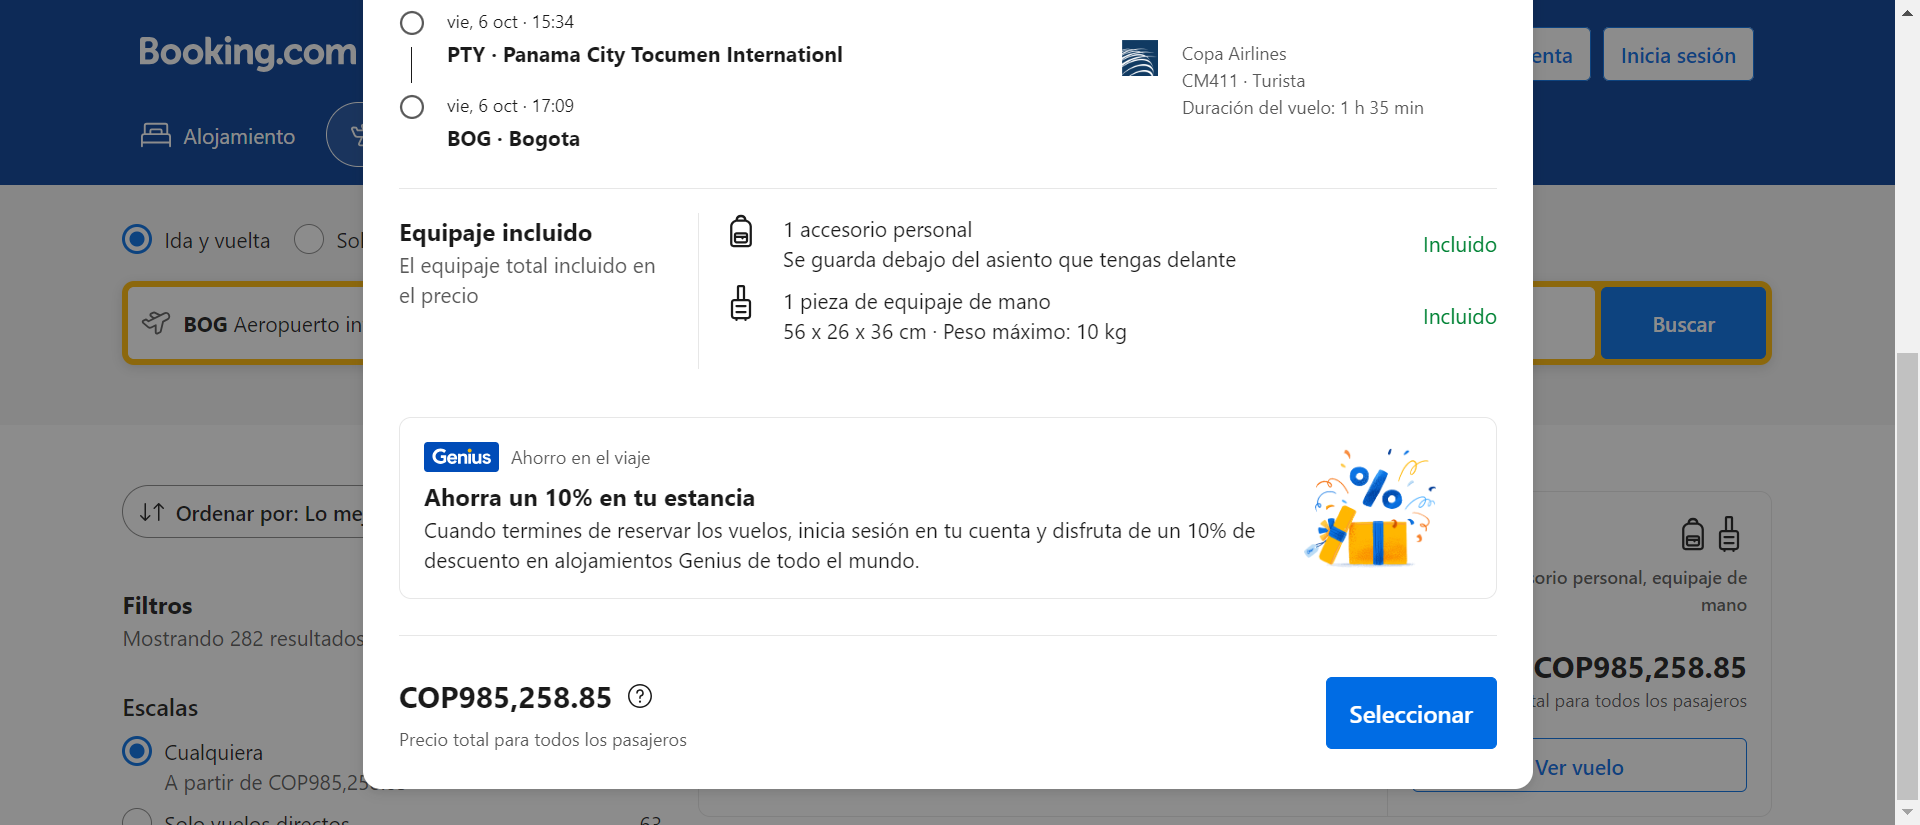 Booking.com
Alojamiento
enta
Inicia sesión
Ida y vuelta
BOG Aeropuerto in
Buscar
Ordenar por: Lo
Filtros
Mostrando 282 resultados
Escalas
Cualquiera
A partir de
Solo vuelos directos
63
vie, 6 oct · 15:34
PTY · Panama City Tocumen Internationl
Copa Airlines
CM411 · Turista
Duración del vuelo: 1 h 35 min
vie, 6 oct · 17:09
BOG · Bogota
Equipaje incluido
El equipaje total incluido en
el precio
1 accesorio personal
Se guarda debajo del asiento que tengas delante
Incluido
1 pieza de equipaje de mano
56 x 26 x 36 cm · Peso máximo: 10 kg
Incluido
Genius Ahorro en el viaje
Ahorra un 10% en tu estancia
Cuando termines de reservar los vuelos, inicia sesión en tu cuenta y disfruta de un 10% de
descuento en alojamientos Genius de todo el mundo.
%
COP985,258.85 ?
Precio total para todos los pasajeros
Seleccionar
personal, equipaje de
mano
COP985,258.85
para todos los pasajeros
Ver vuelo